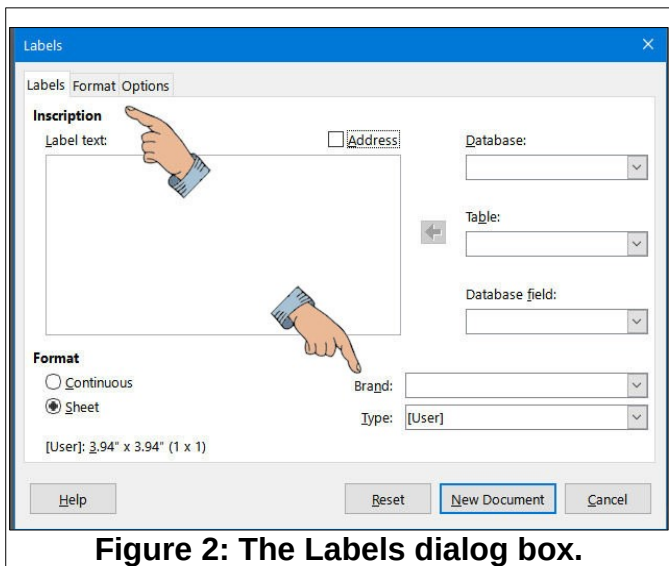 Labels
Labels Format Options
Inscription
Label text:
Address
Database:
Table:
Database field:
Format
Continuous
Sheet
Brand:
Type: [User]
[User]: 3.94" x 3.94" (1 x 1)
Help Reset New Document Cancel
Figure 2: The Labels dialog box.